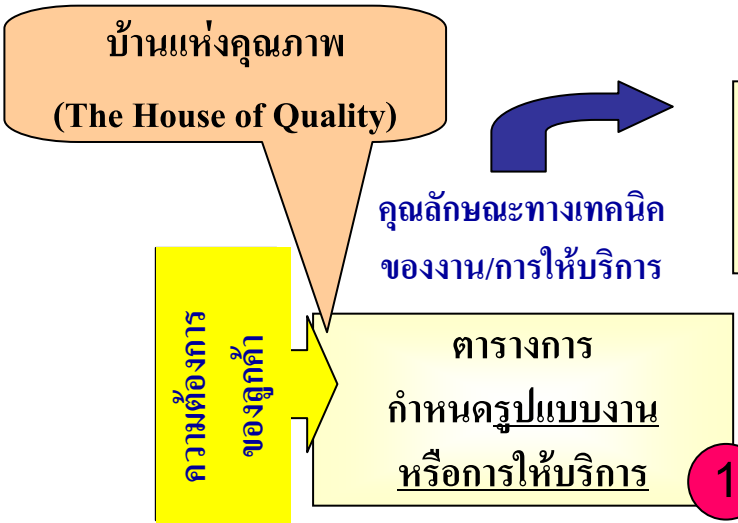 บ้านแห่งคุณภาพ
(The House of Quality)
คุณลักษณะทางเทคนิค
ของงาน/การให้บริการ
ความต้องการ
ของลูกค้า
ตารางการ
กำหนดรูปแบบงาน
หรือการให้บริการ
1